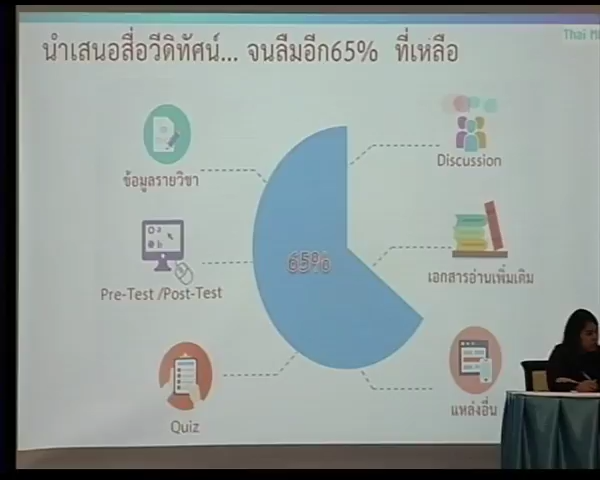 Thai M
นำเสนอสื่อวีดิทัศน์... จนลืมอีก65% ที่เหลือ
ข้อมูลรายวิชา
Discussion
65%
Pre-Test /Post-Test
เอกสารอ่านเพิ่มเติม
Quiz
แหล่งอื่น